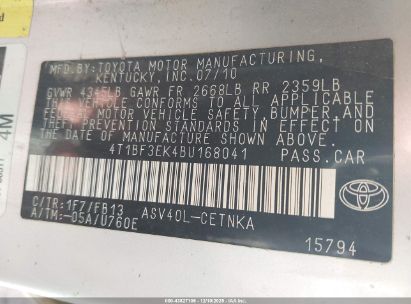 MFD.BY: TOYOTA MOTOR MANUFACTURING,
KENTUCKY, INC. 07/10
GVWR 4345LB GAWR FR 2668LB RR 2359LB
THIS VEHICLE CONFORMS TO ALL APPLICABLE
FEDERAL MOTOR VEHICLE SAFETY, BUMPER, AND
THEFT PREVENTION STANDARDS IN EFFECT ON
THE DATE OF MANUFACTURE SHOWN ABOVE.
4T1BF3EK4BU168041 PASS.CAR
C/TR: 1F7/FB13 ASV40L-CETNKA
A/TM: -05A/U760E
TOYOTA
15794
4M